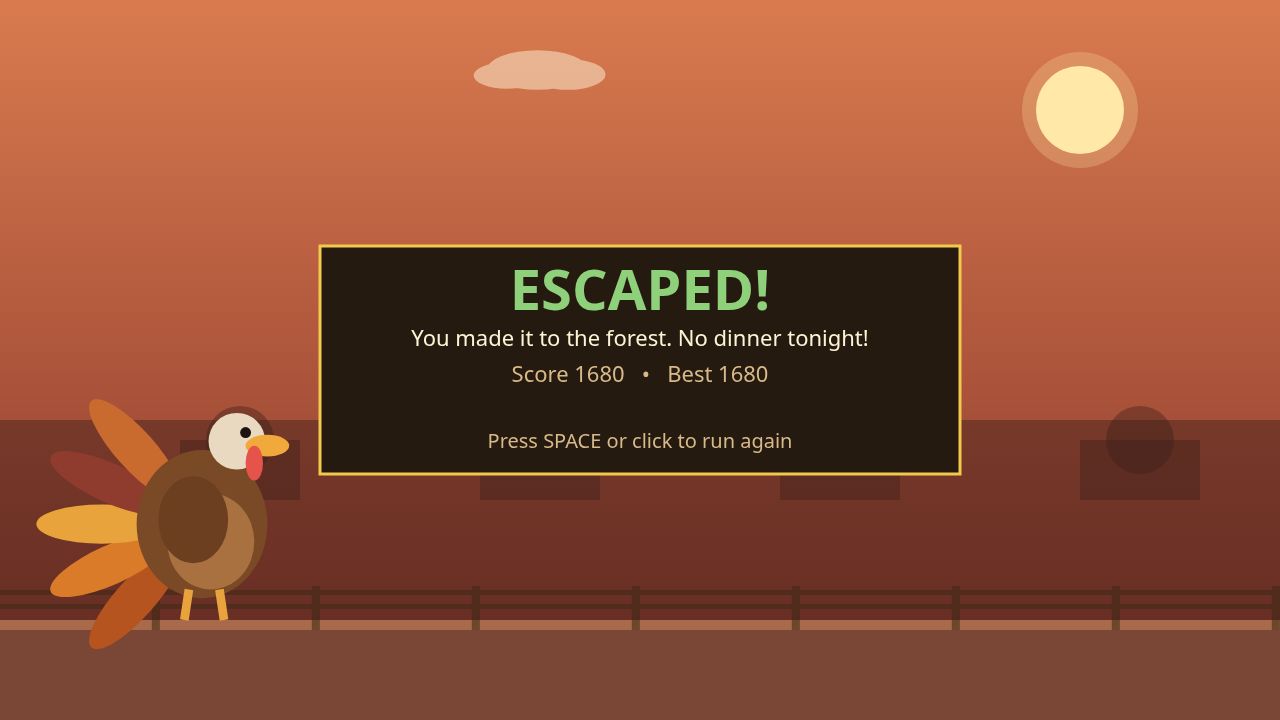 ESCAPED!
You made it to the forest. No dinner tonight!
Score 1680 • Best 1680
Press SPACE or click to run again